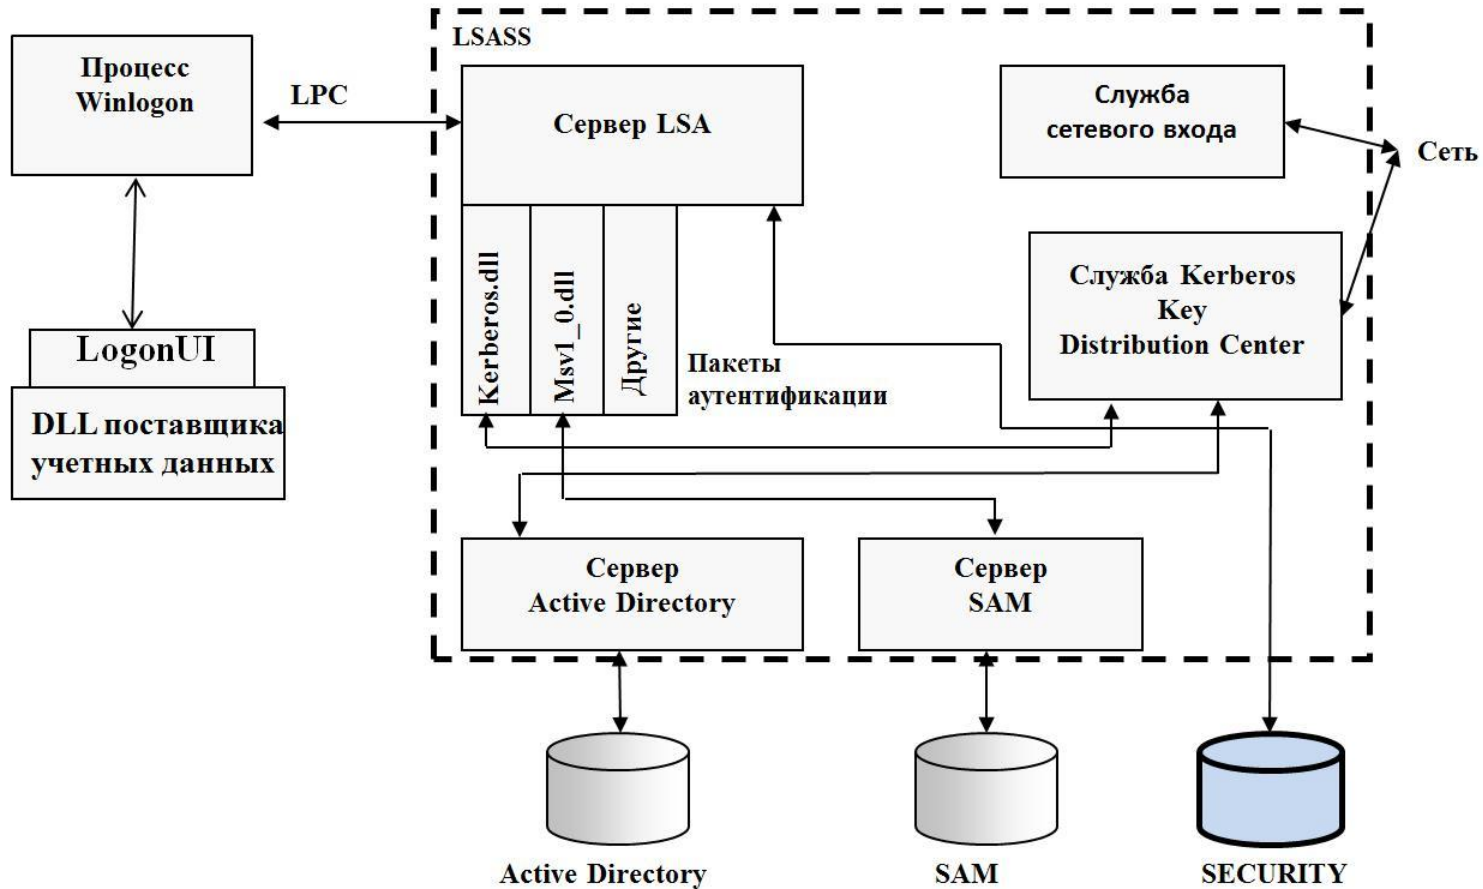 LSASS
Процесс
Winlogon
LPC
Сервер LSA
Служба
сетевого входа
Сеть
Kerberos.dll
Msv1_0.dll
Другие
Пакеты
аутентификации
Служба Kerberos
Key
Distribution Center
LogonUI
DLL поставщика
учетных данных
Сервер
Active Directory
Сервер
SAM
Active Directory
SAM
SECURITY